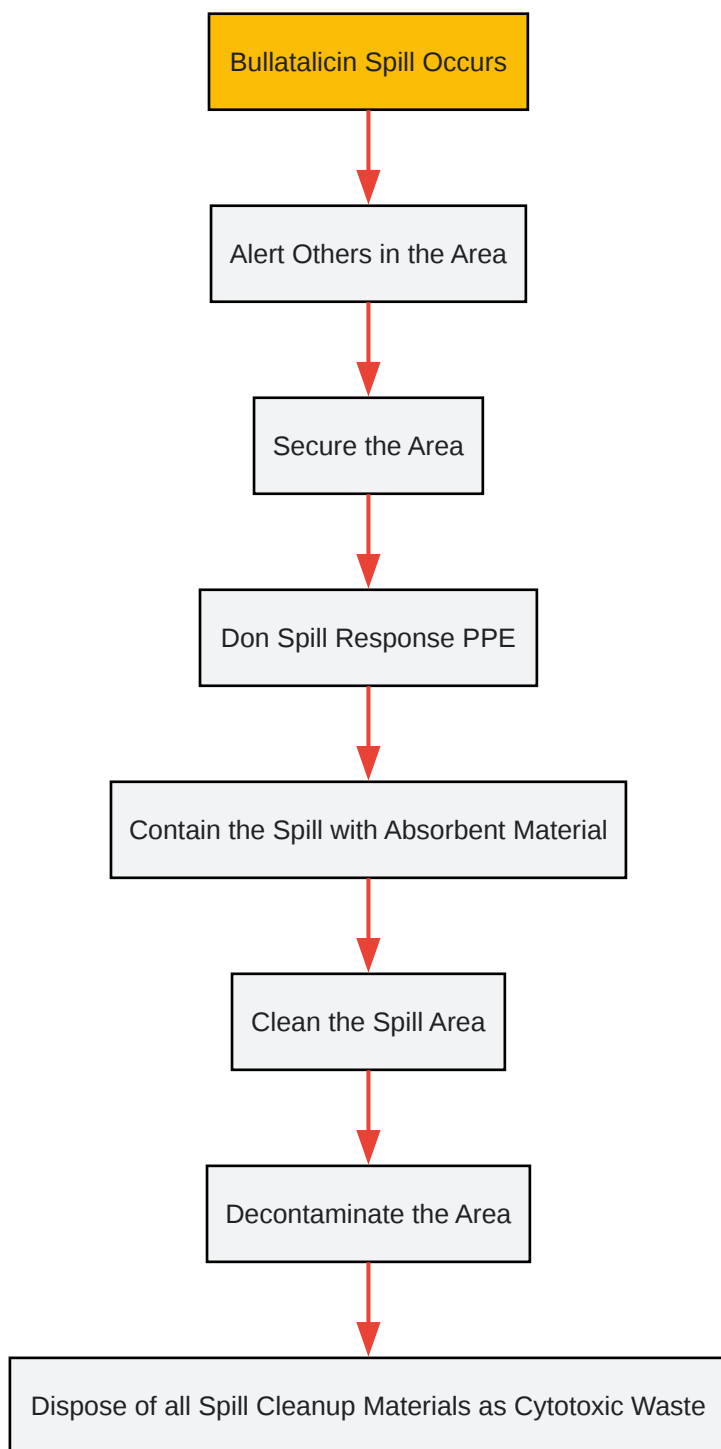 Bullatalicin Spill Occurs
Alert Others in the Area
Secure the Area
Don Spill Response PPE
Contain the Spill with Absorbent Material
Clean the Spill Area
Decontaminate the Area
Dispose of all Spill Cleanup Materials as Cytotoxic Waste